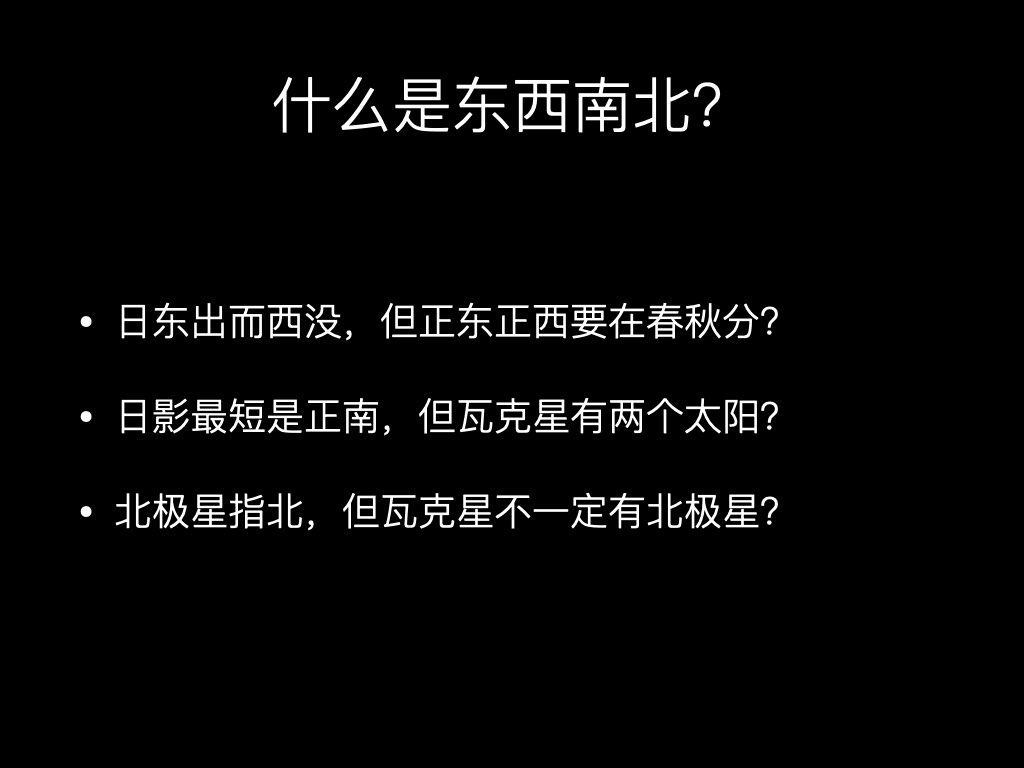 什么是东西南北？
• 日东出而西没，但正东正西要在春秋分？
• 日影最短是正南，但瓦克星有两个太阳？
• 北极星指北，但瓦克星不一定有北极星？